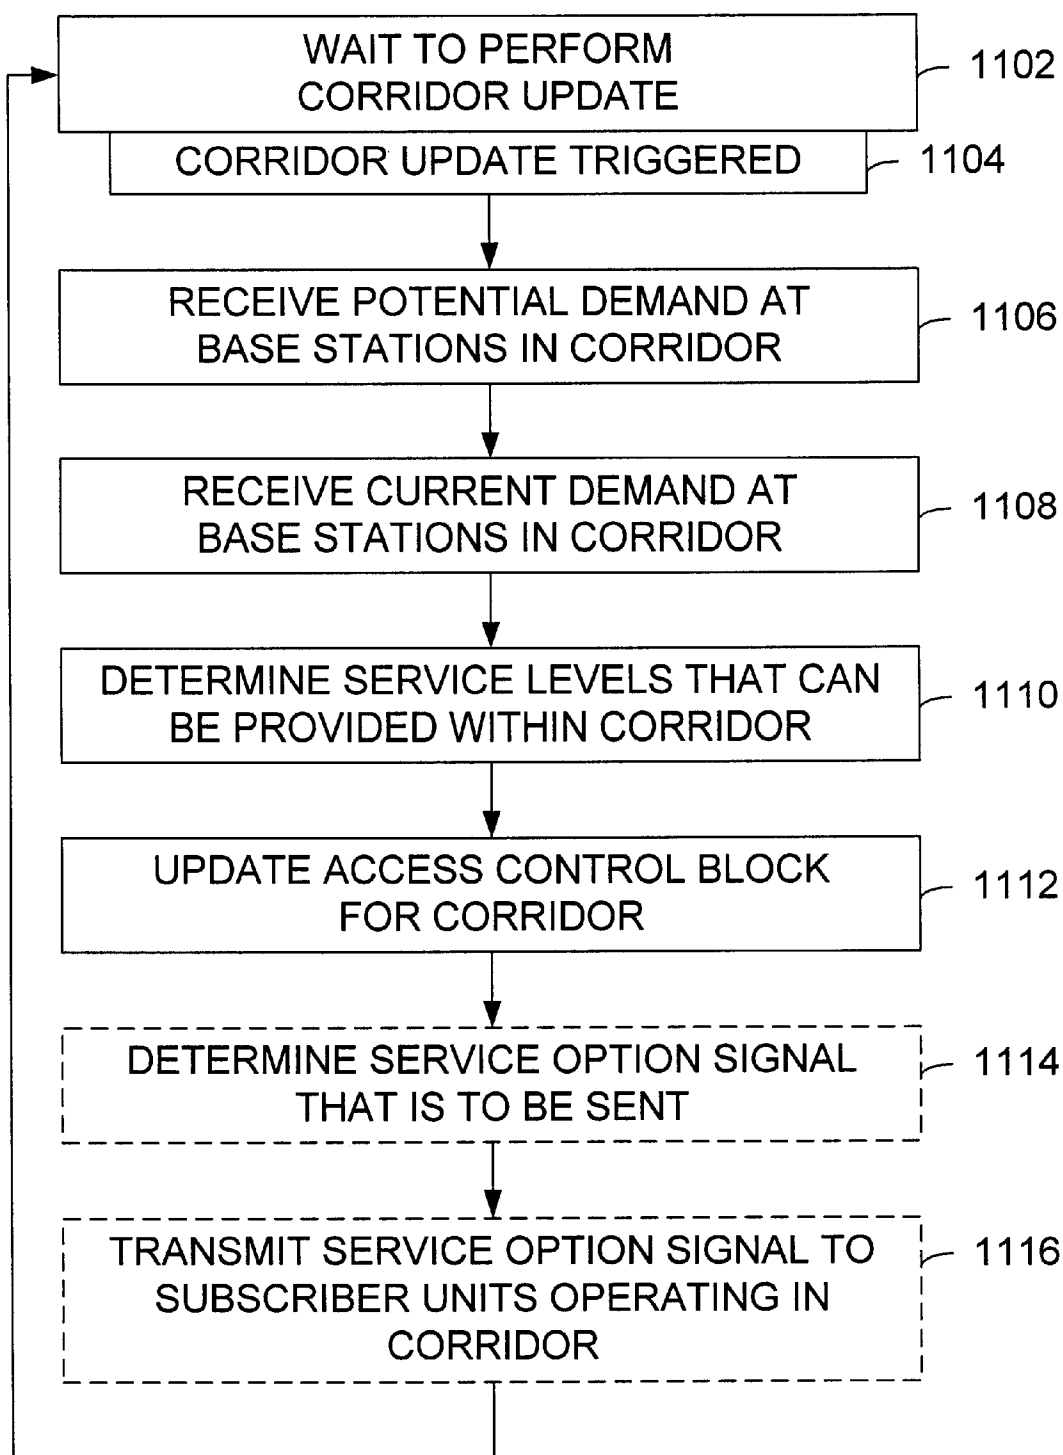 WAIT TO PERFORM
CORRIDOR UPDATE
1102
CORRIDOR UPDATE TRIGGERED
1104
RECEIVE POTENTIAL DEMAND AT
BASE STATIONS IN CORRIDOR
1106
RECEIVE CURRENT DEMAND AT
BASE STATIONS IN CORRIDOR
1108
DETERMINE SERVICE LEVELS THAT CAN
BE PROVIDED WITHIN CORRIDOR
1110
UPDATE ACCESS CONTROL BLOCK
FOR CORRIDOR
1112
DETERMINE SERVICE OPTION SIGNAL
THAT IS TO BE SENT
1114
TRANSMIT SERVICE OPTION SIGNAL TO
SUBSCRIBER UNITS OPERATING IN
CORRIDOR
1116